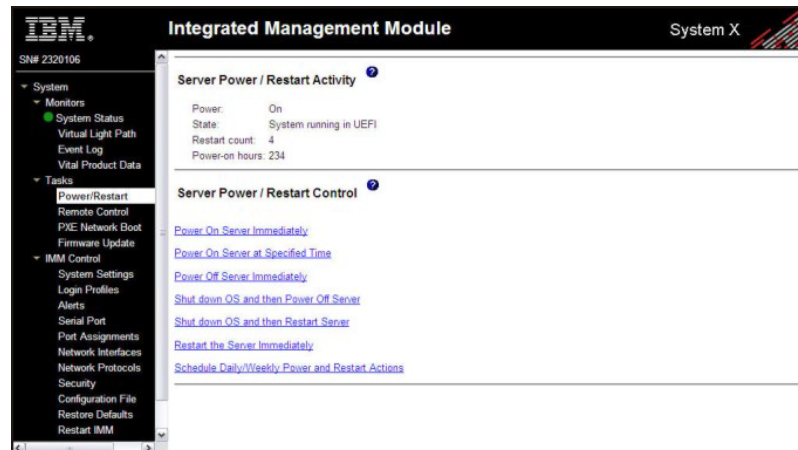 IBM.
Integrated Management Module
System X
SN# 2320106
System
Monitors
System Status
Virtual Light Path
Event Log
Vital Product Data
Tasks
Power/Restart
Remote Control
PXE Network Boot
Firmware Update
IMM Control
System Settings
Login Profiles
Alerts
Serial Port
Port Assignments
Network Interfaces
Network Protocols
Security
Configuration File
Restore Defaults
Restart IMM
Server Power / Restart Activity ?
Power: On
State: System running in UEFI
Restart count: 4
Power-on hours: 234
Server Power / Restart Control ?
Power On Server Immediately
Power On Server at Specified Time
Power Off Server Immediately
Shut down OS and then Power Off Server
Shut down OS and then Restart Server
Restart the Server Immediately
Schedule Daily/Weekly Power and Restart Actions